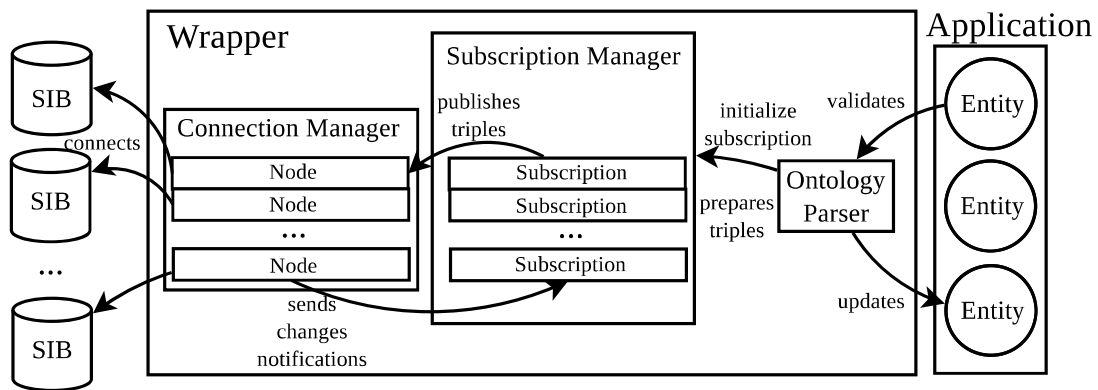 Wrapper
Application
Subscription Manager
SIB
publishes
triples
initialize
subscription
validates
Entity
Connection Manager
connects
Node
Subscription
Ontology
Parser
SIB
Node
Subscription
prepares
triples
Entity
...
...
...
Node
Subscription
updates
Entity
sends
changes
notifications
SIB